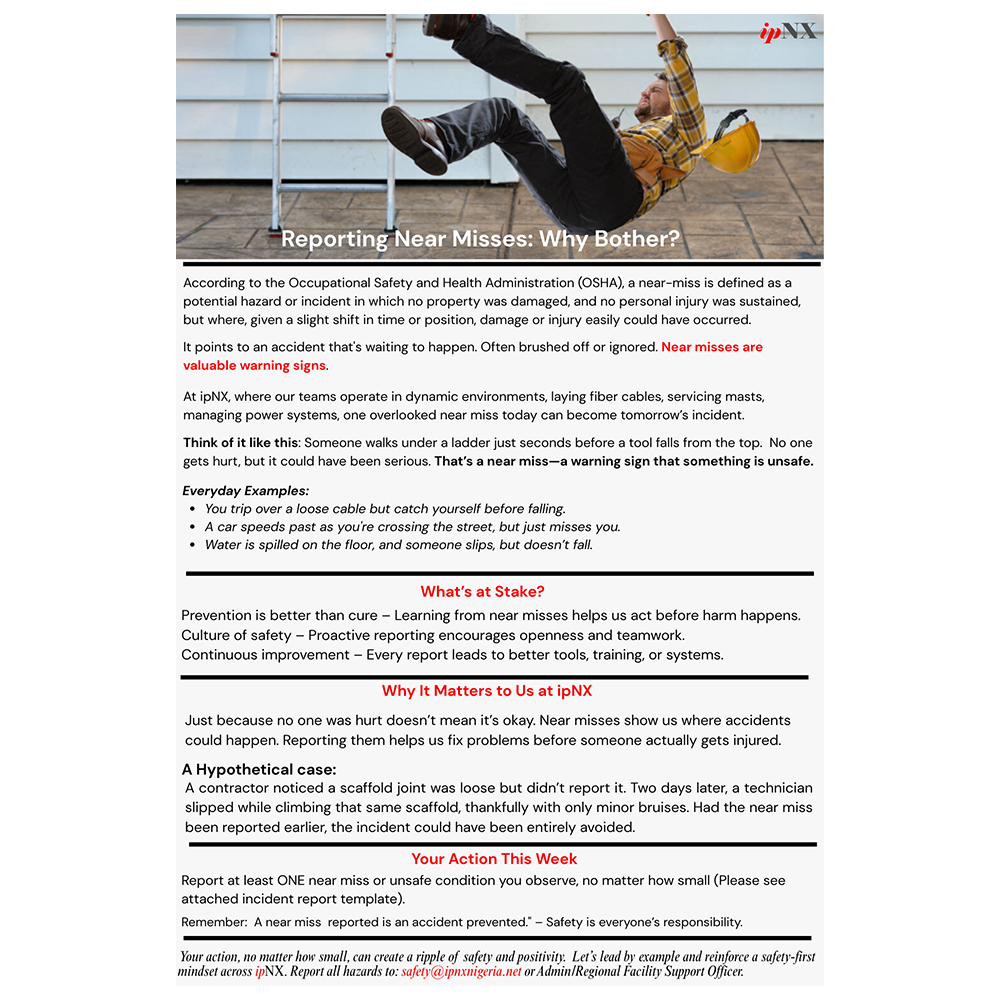 ipNX
Reporting Near Misses: Why Bother?
According to the Occupational Safety and Health Administration (OSHA), a near-miss is defined as a
potential hazard or incident in which no property was damaged, and no personal injury was sustained,
but where, given a slight shift in time or position, damage or injury easily could have occurred.
It points to an accident that's waiting to happen. Often brushed off or ignored. Near misses are
valuable warning signs.
At ipNX, where our teams operate in dynamic environments, laying fiber cables, servicing masts,
managing power systems, one overlooked near miss today can become tomorrow’s incident.
Think of it like this: Someone walks under a ladder just seconds before a tool falls from the top. No one
gets hurt, but it could have been serious. That’s a near miss—a warning sign that something is unsafe.
Everyday Examples:
• You trip over a loose cable but catch yourself before falling.
• A car speeds past as you're crossing the street, but just misses you.
• Water is spilled on the floor, and someone slips, but doesn’t fall.
What’s at Stake?
Prevention is better than cure – Learning from near misses helps us act before harm happens.
Culture of safety – Proactive reporting encourages openness and teamwork.
Continuous improvement – Every report leads to better tools, training, or systems.
Why It Matters to Us at ipNX
Just because no one was hurt doesn’t mean it’s okay. Near misses show us where accidents
could happen. Reporting them helps us fix problems before someone actually gets injured.
A Hypothetical case:
A contractor noticed a scaffold joint was loose but didn’t report it. Two days later, a technician
slipped while climbing that same scaffold, thankfully with only minor bruises. Had the near miss
been reported earlier, the incident could have been entirely avoided.
Your Action This Week
Report at least ONE near miss or unsafe condition you observe, no matter how small (Please see
attached incident report template).
Remember: A near miss reported is an accident prevented." – Safety is everyone’s responsibility.
Your action, no matter how small, can create a ripple of safety and positivity. Let’s lead by example and reinforce a safety-first
mindset across ipNX. Report all hazards to: safety@ipnxnigeria.net or Admin/Regional Facility Support Officer.